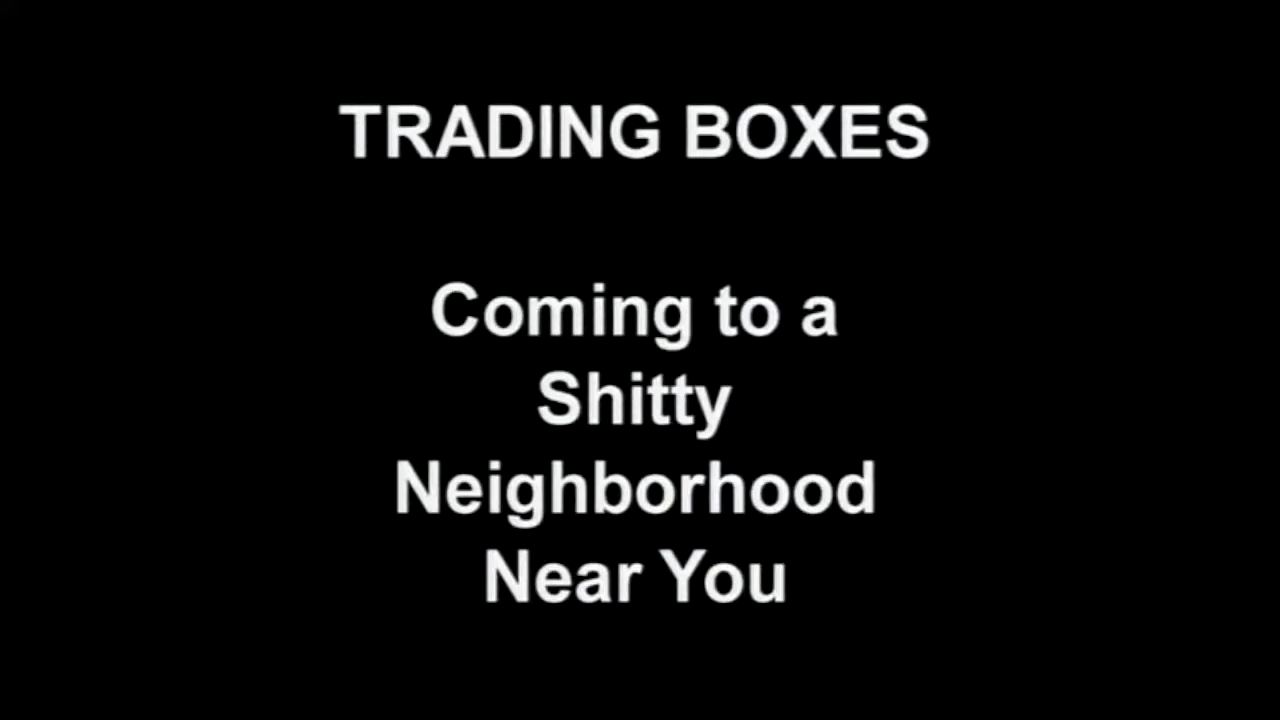 TRADING BOXES
Coming to a
Shitty
Neighborhood
Near You